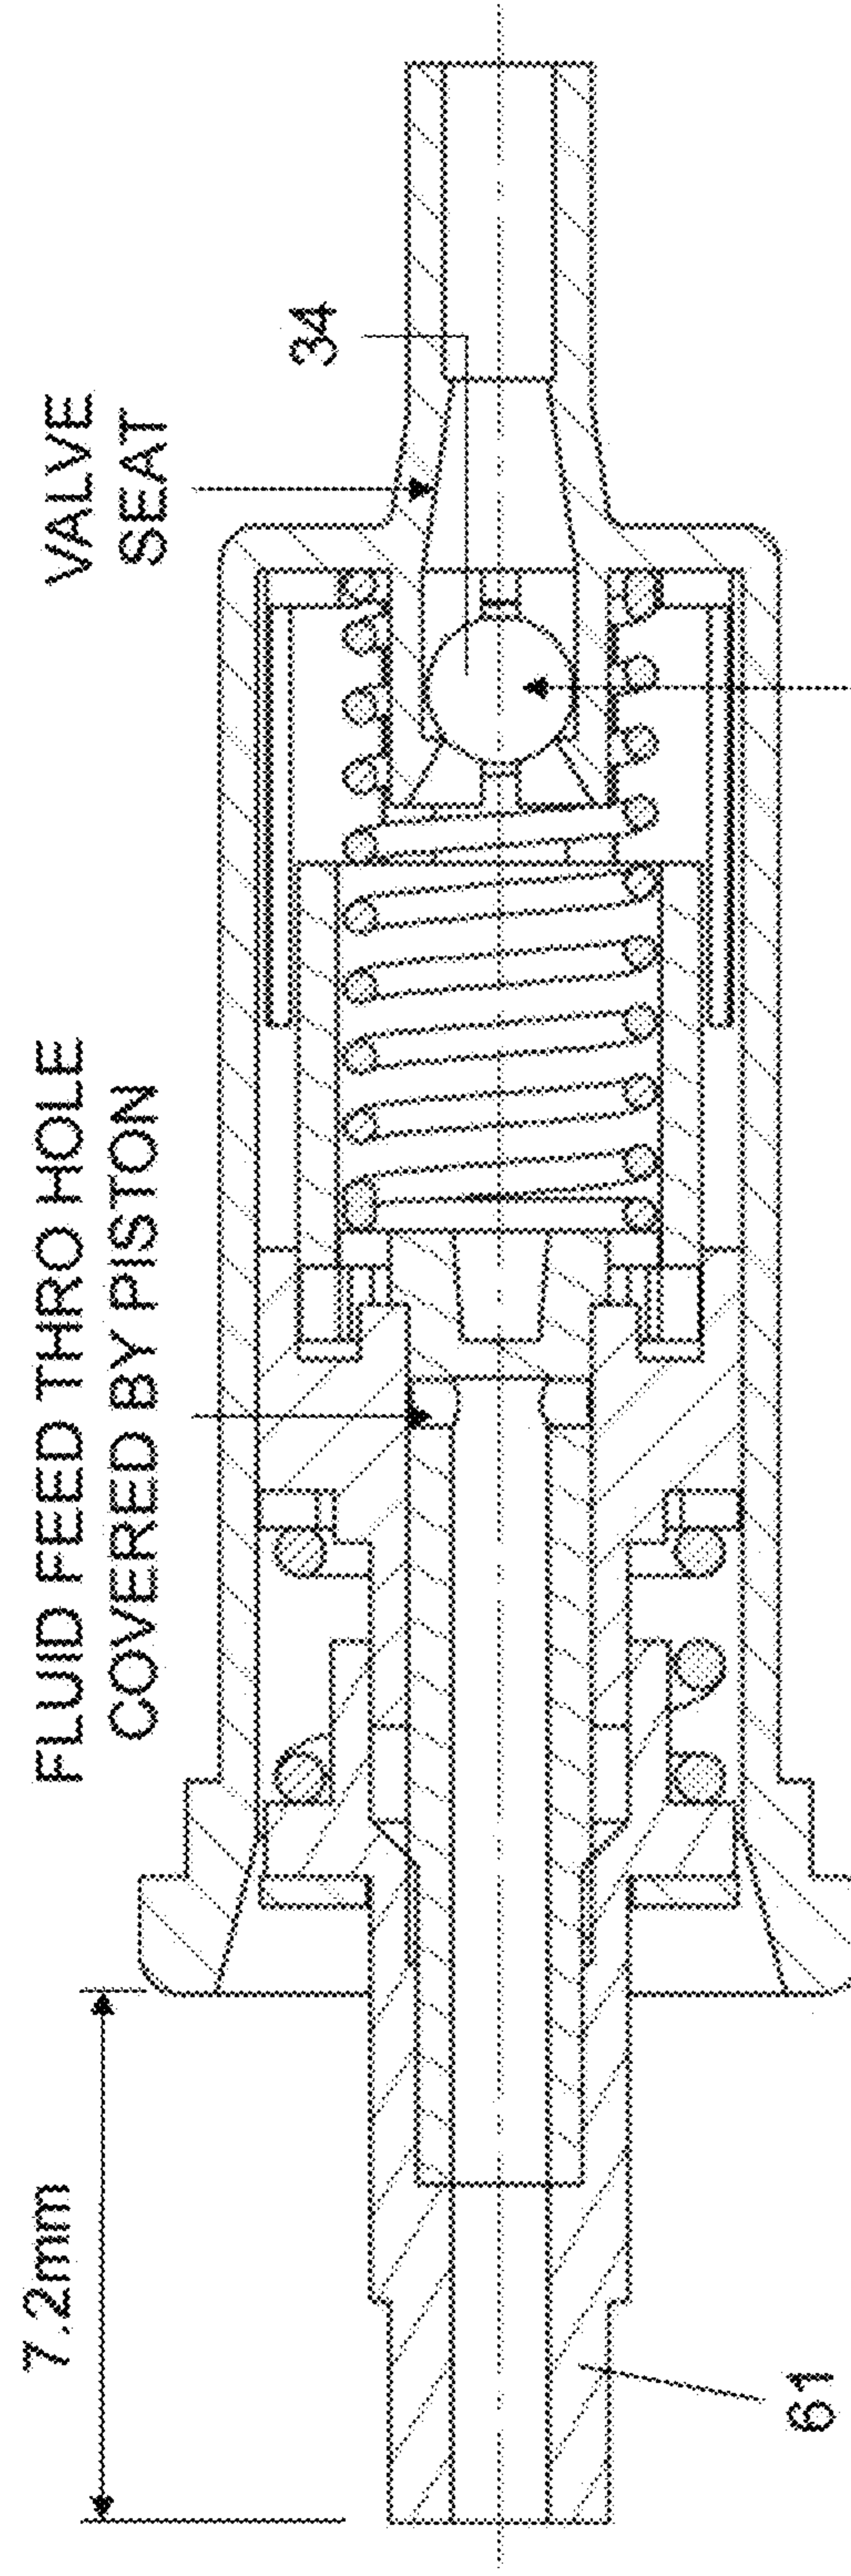 VALVE
SEAT
34
FLUID FEED THRO HOLE
COVERED BY PISTON
7.2mm
61